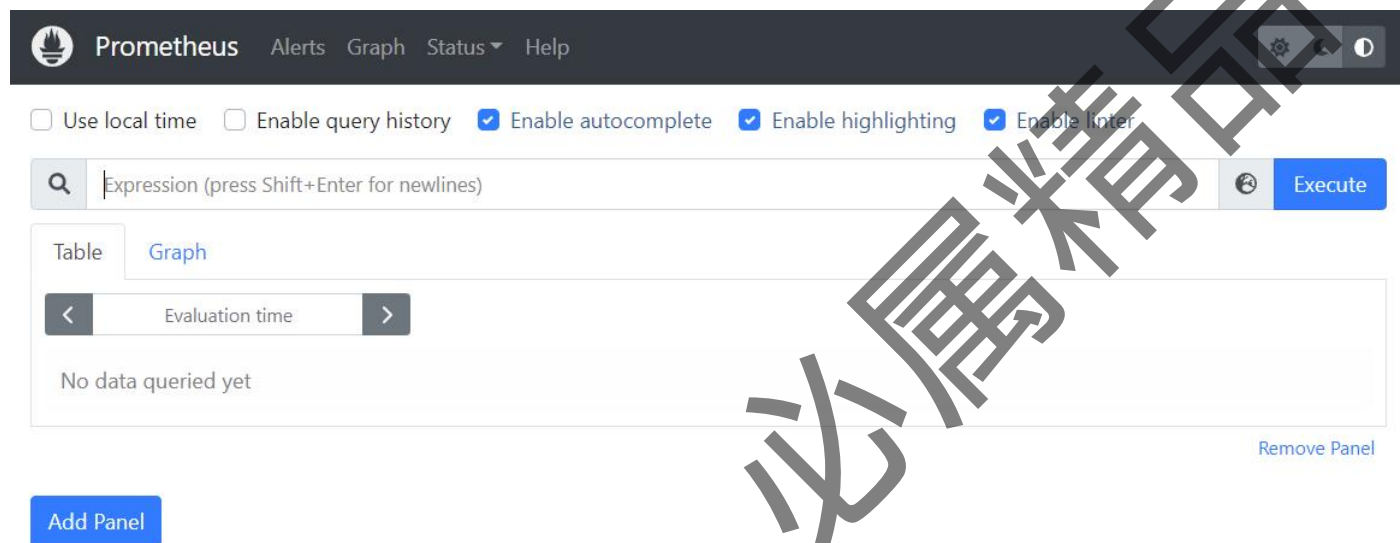 Prometheus Alerts Graph Status Help
Use local time Enable query history Enable autocomplete Enable highlighting Enable linter
Expression (press Shift+Enter for newlines) Execute
Table Graph
Evaluation time
No data queried yet
Remove Panel
Add Panel
必属精品